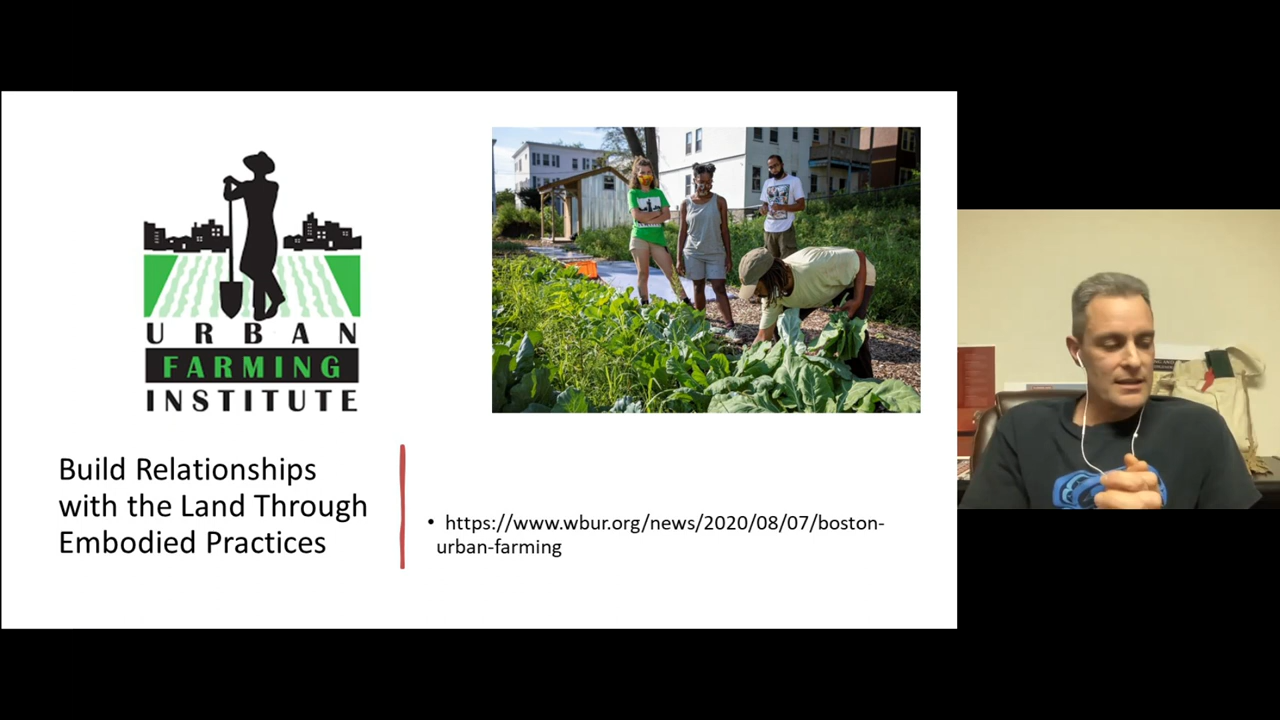 URBAN
FARMING
INSTITUTE
Build Relationships
with the Land Through
Embodied Practices
• https://www.wbur.org/news/2020/08/07/boston-
urban-farming